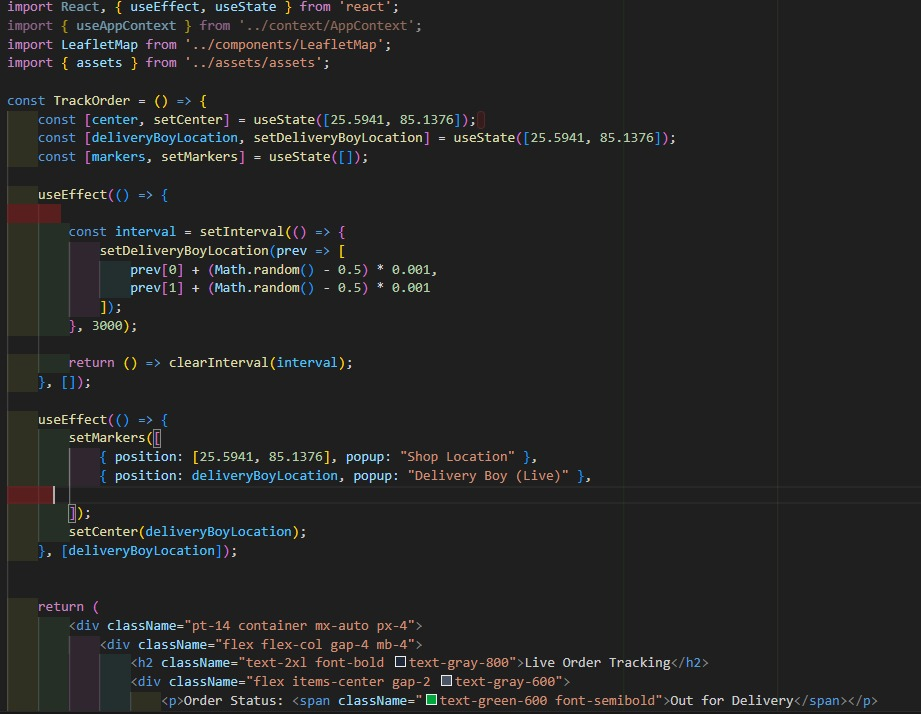 import React, { useEffect, useState } from 'react';
import { useAppContext } from '../context/AppContext';
import LeafletMap from '../components/LeafletMap';
import { assets } from '../assets/assets';
const TrackOrder = () => {
const [center, setCenter] = useState([25.5941, 85.1376]);
const [deliveryBoyLocation, setDeliveryBoyLocation] = useState([25.5941, 85.1376]);
const [markers, setMarkers] = useState([]);
useEffect(() => {
const interval = setInterval(() => {
setDeliveryBoyLocation(prev => [
prev[0] + (Math.random() - 0.5) * 0.001,
prev[1] + (Math.random() - 0.5) * 0.001
]);
}, 3000);
return () => clearInterval(interval);
}, []);
useEffect(() => {
setMarkers([
{ position: [25.5941, 85.1376], popup: "Shop Location" },
{ position: deliveryBoyLocation, popup: "Delivery Boy (Live)" },
]);
setCenter(deliveryBoyLocation);
}, [deliveryBoyLocation]);
return (
<div className="pt-14 container mx-auto px-4">
<div className="flex flex-col gap-4 mb-4">
<h2 className="text-2xl font-bold text-gray-800">Live Order Tracking</h2>
<div className="flex items-center gap-2 text-gray-600">
<p>Order Status: <span className="text-green-600 font-semibold">Out for Delivery</span></p>